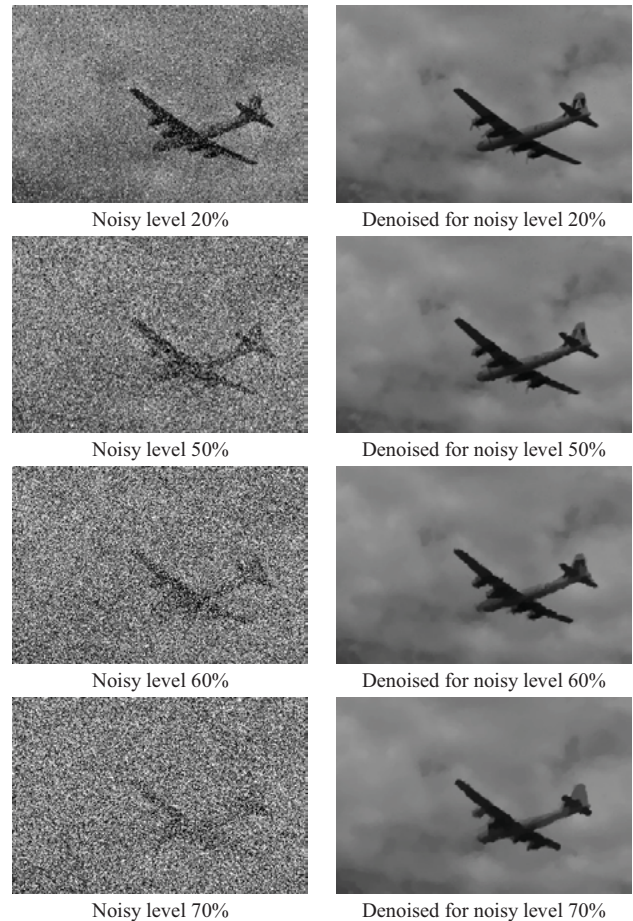 Noisy level 20%
Denoised for noisy level 20%
Noisy level 50%
Denoised for noisy level 50%
Noisy level 60%
Denoised for noisy level 60%
Noisy level 70%
Denoised for noisy level 70%